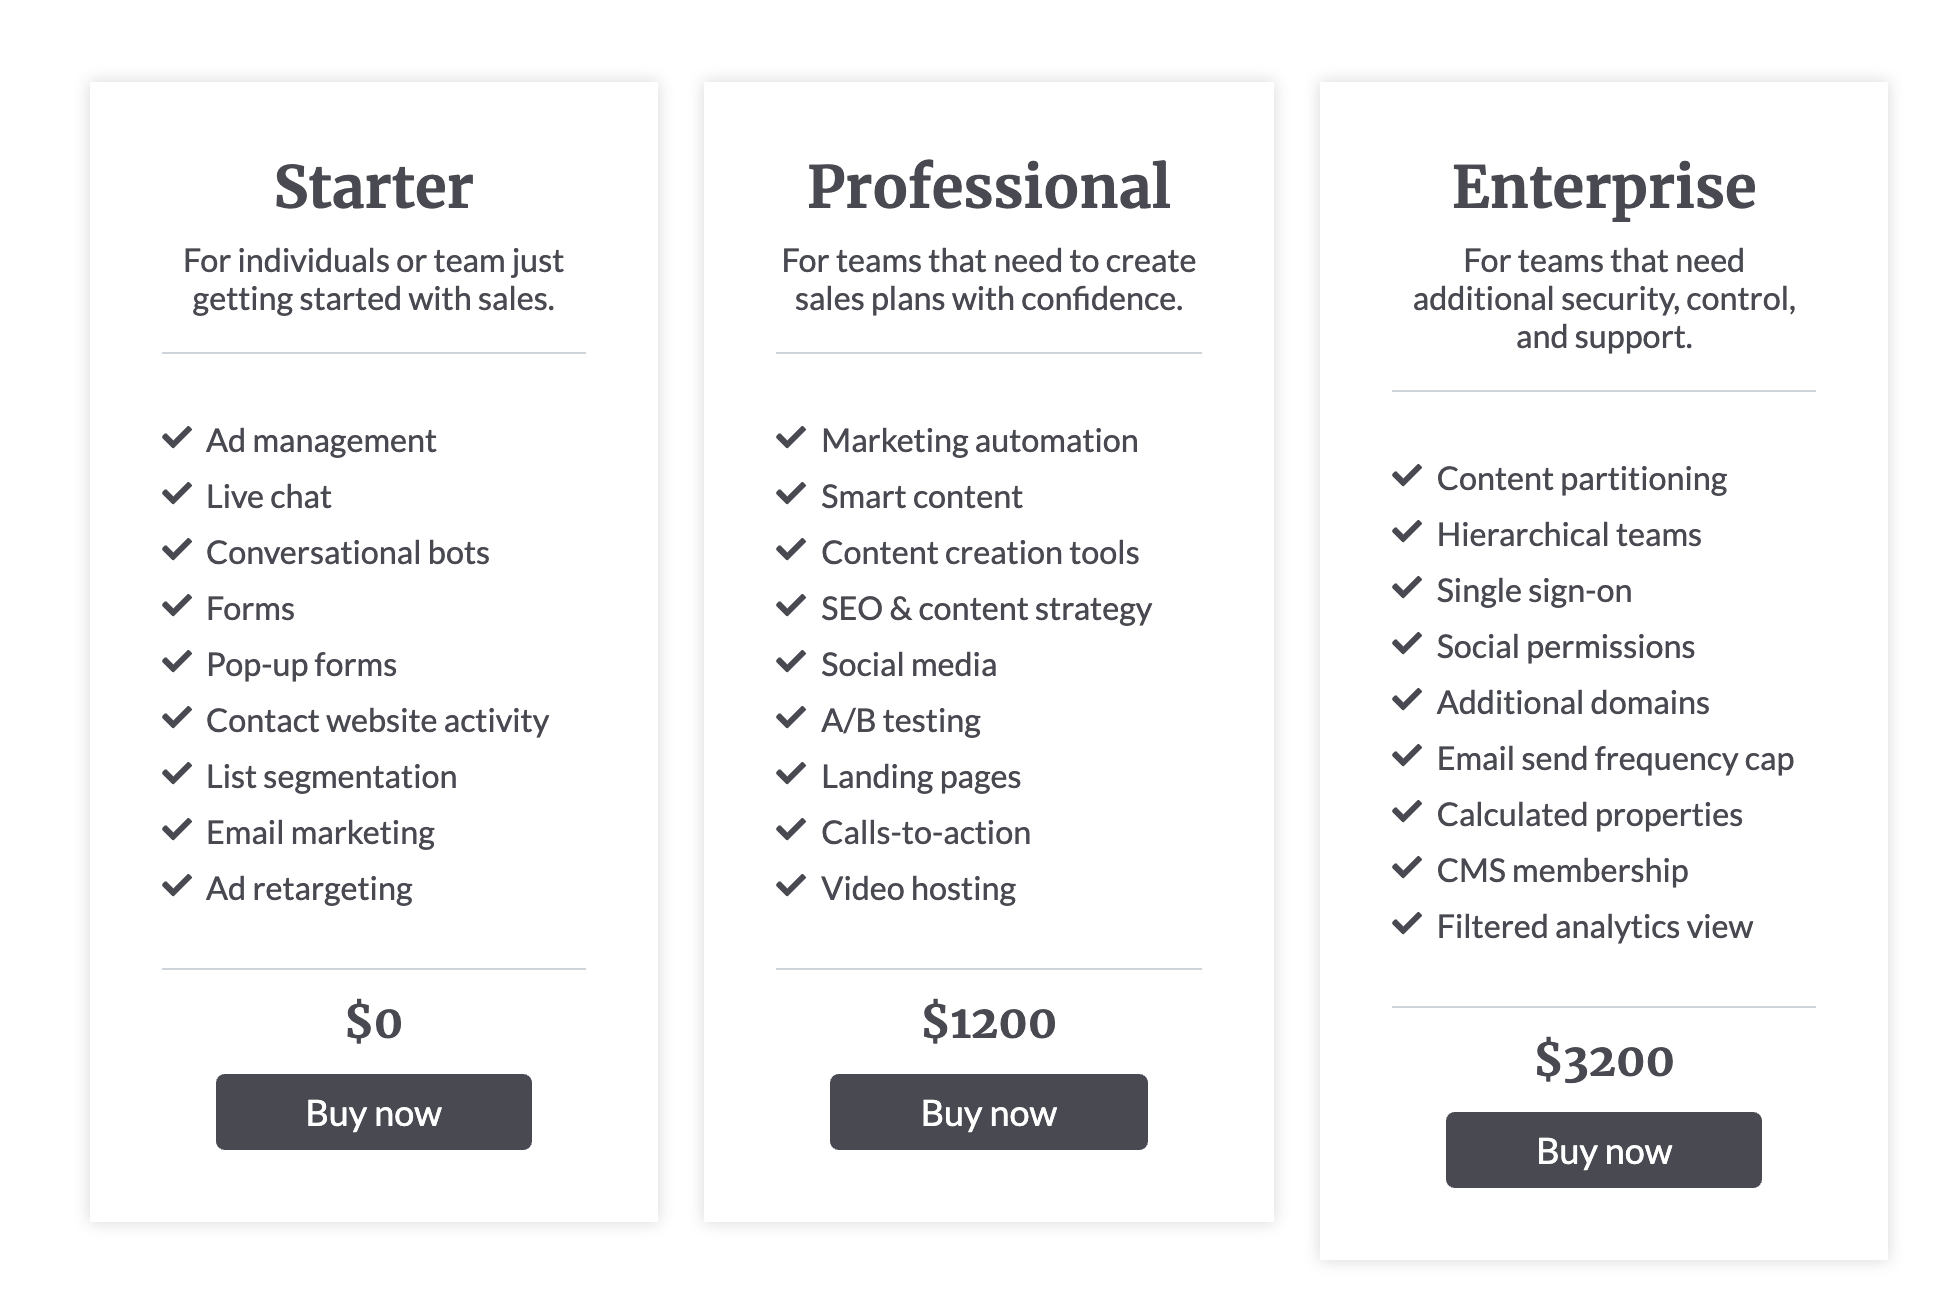 Starter
For individuals or team just
getting started with sales.
Ad management
Live chat
Conversational bots
Forms
Pop-up forms
Contact website activity
List segmentation
Email marketing
Ad retargeting
$0
Buy now
Professional
For teams that need to create
sales plans with confidence.
Marketing automation
Smart content
Content creation tools
SEO & content strategy
Social media
A/B testing
Landing pages
Calls-to-action
Video hosting
$1200
Buy now
Enterprise
For teams that need
additional security, control,
and support.
Content partitioning
Hierarchical teams
Single sign-on
Social permissions
Additional domains
Email send frequency cap
Calculated properties
CMS membership
Filtered analytics view
$3200
Buy now